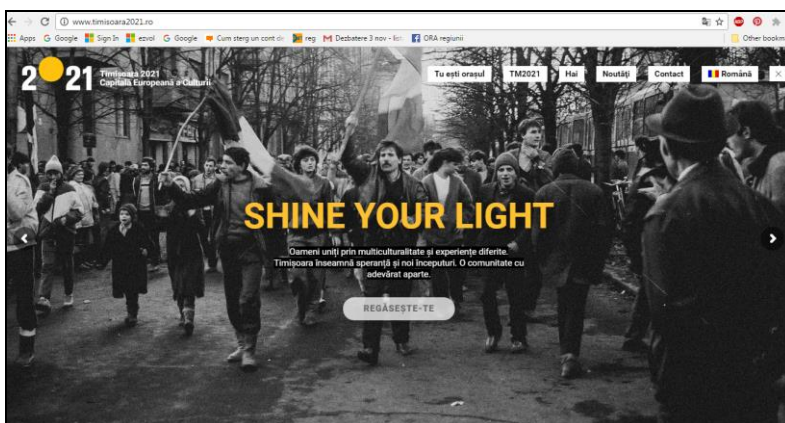 www.timisoara2021.ro
Apps Google Sign In ezvol Google Cum sterg un cont di reg Dezbatere 3 nov - list ORA regiunii Other bookm
2021
Timișoara 2021
Capitală Europeană a Culturii
Tu ești orașul TM2021 Hai Noutăți Contact Română
SHINE YOUR LIGHT
Oameni uniți prin multiculturalitate și experiențe diferite.
Timișoara înseamnă speranță și noi începuturi. O comunitate cu
adevărat aparte.
REGĂSEȘTE-TE